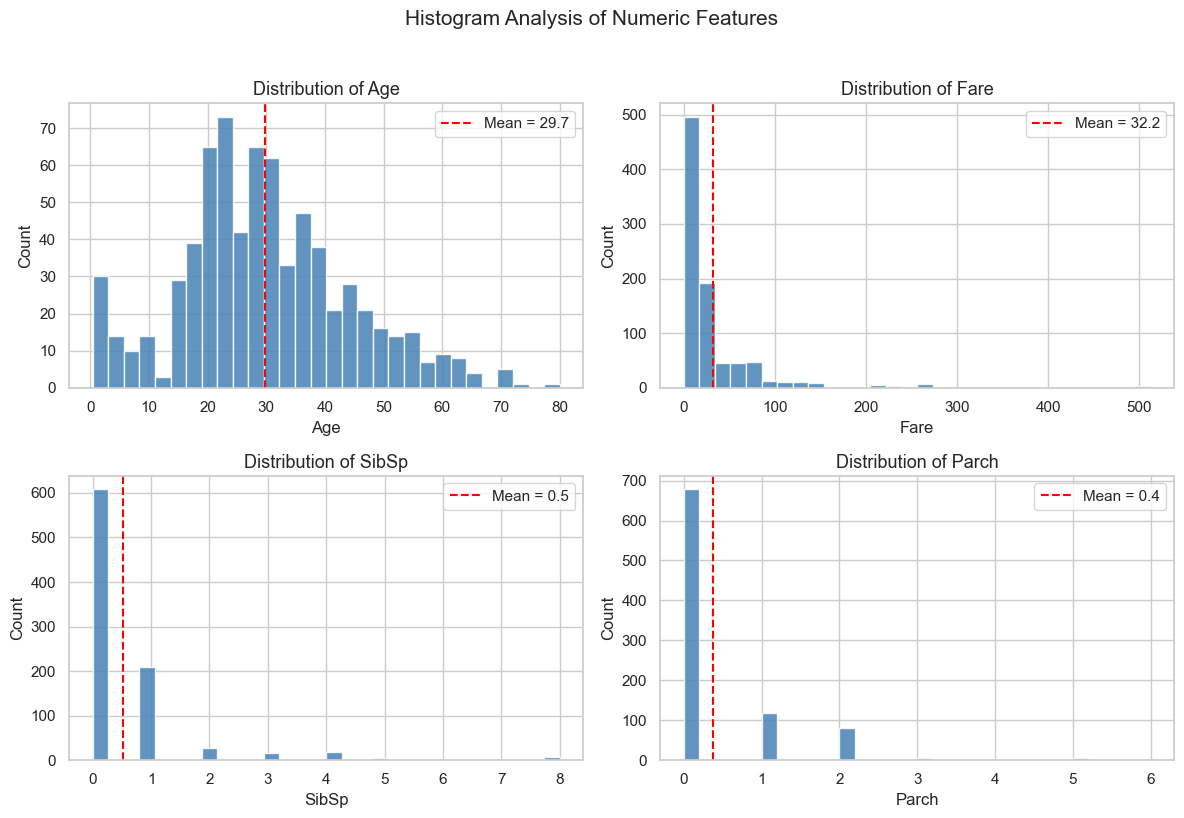 Histogram Analysis of Numeric Features
Distribution of Age
Mean = 29.7
Count
70
60
50
40
30
20
10
0
0 10 20 30 40 50 60 70 80
Age
Distribution of Fare
Mean = 32.2
Count
500
400
300
200
100
0
0 100 200 300 400 500
Fare
Distribution of SibSp
Mean = 0.5
Count
600
500
400
300
200
100
0
0 1 2 3 4 5 6 7 8
SibSp
Distribution of Parch
Mean = 0.4
Count
700
600
500
400
300
200
100
0
0 1 2 3 4 5 6
Parch